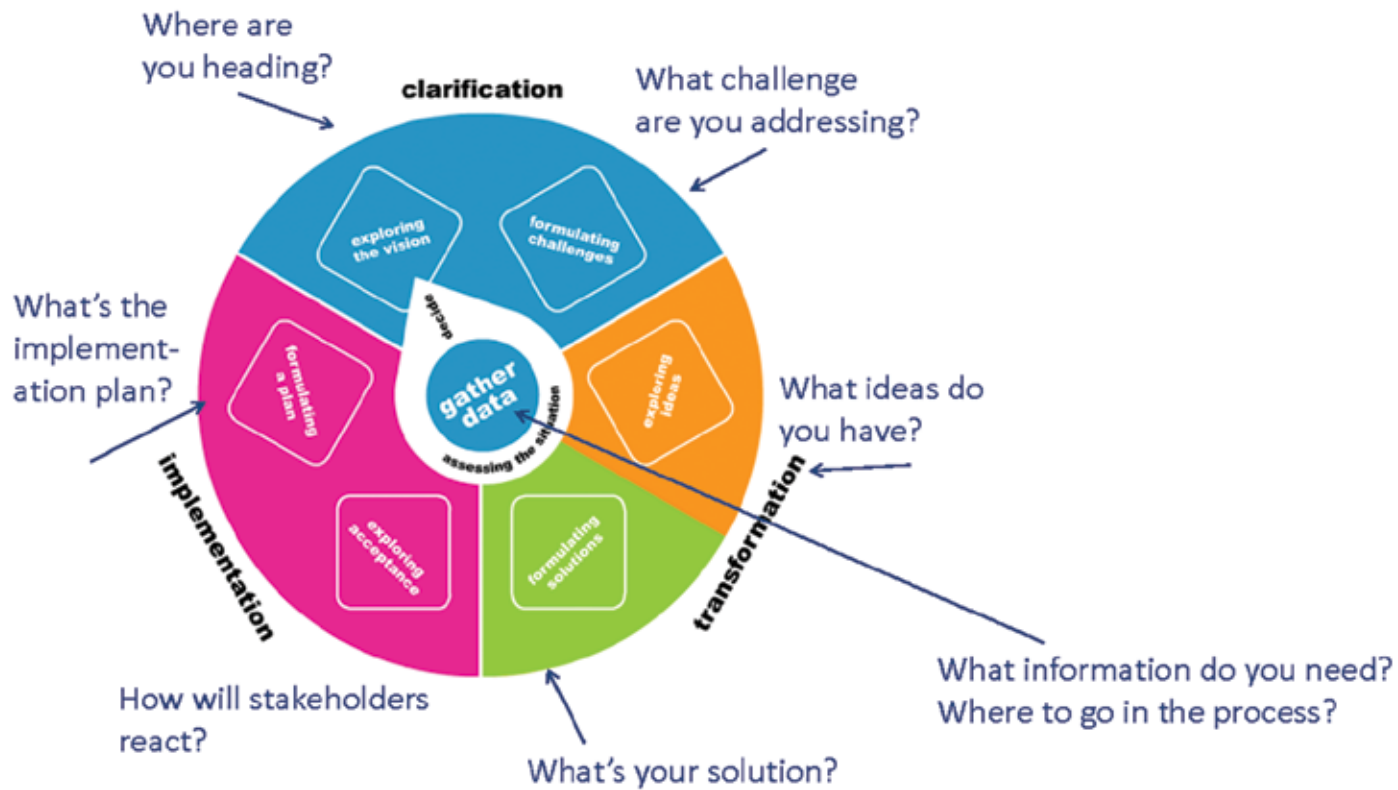 Where are
you heading?
clarification
What challenge
are you addressing?
exploring
the vision
formulating
challenges
What's the
implement-
ation plan?
decide
formulating
a plan
gather
data
assessing the situation
exploring
ideas
What ideas do
you have?
implementation
exploring
acceptance
formulating
solutions
transformation
What information do you need?
Where to go in the process?
How will stakeholders
react?
What's your solution?